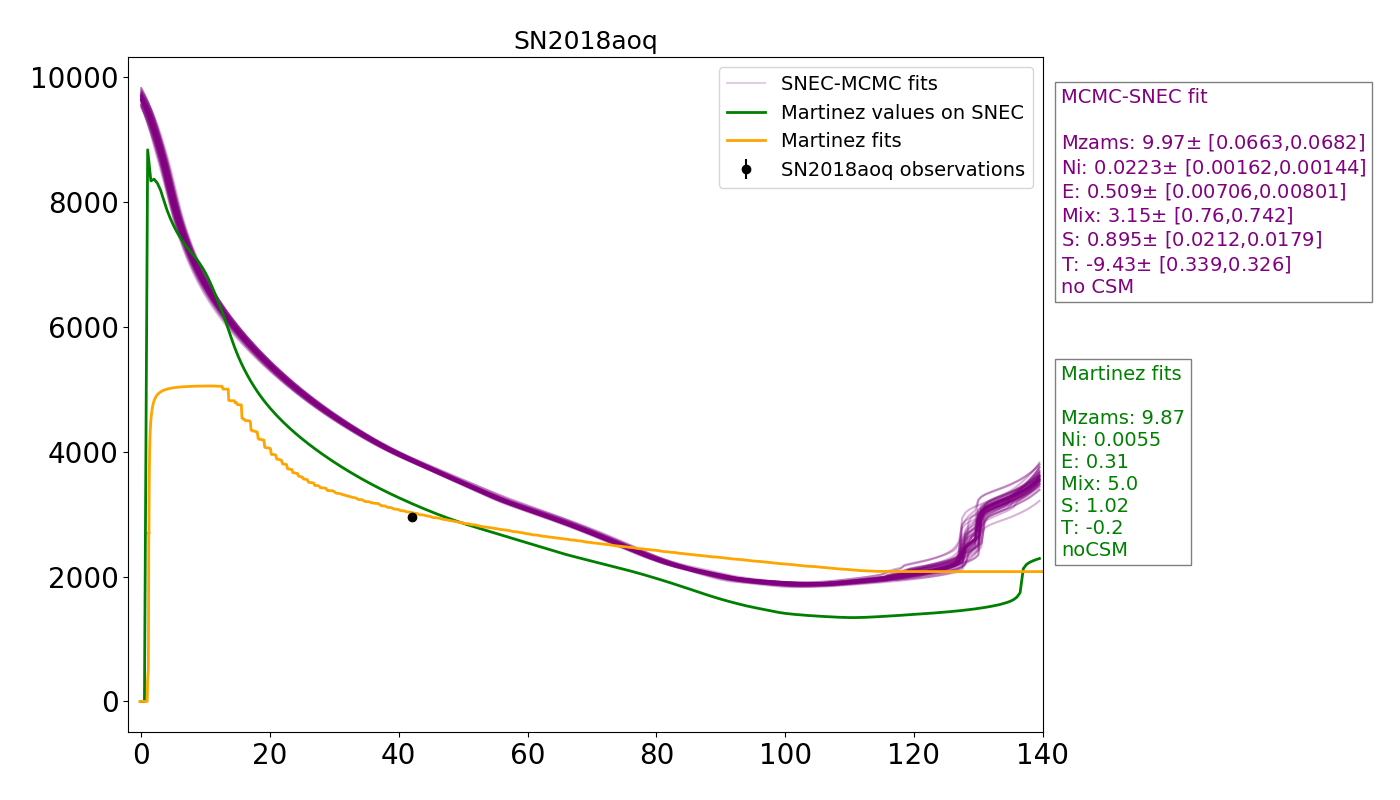 SN2018aoq
10000
8000
6000
4000
2000
0
0 20 40 60 80 100 120 140
SNEC-MCMC fits
Martinez values on SNEC
Martinez fits
SN2018aoq observations
MCMC-SNEC fit
Mzams: 9.97± [0.0663,0.0682]
Ni: 0.0223± [0.00162,0.00144]
E: 0.509± [0.00706,0.00801]
Mix: 3.15± [0.76,0.742]
S: 0.895± [0.0212,0.0179]
T: -9.43± [0.339,0.326]
no CSM
Martinez fits
Mzams: 9.87
Ni: 0.0055
E: 0.31
Mix: 5.0
S: 1.02
T: -0.2
noCSM